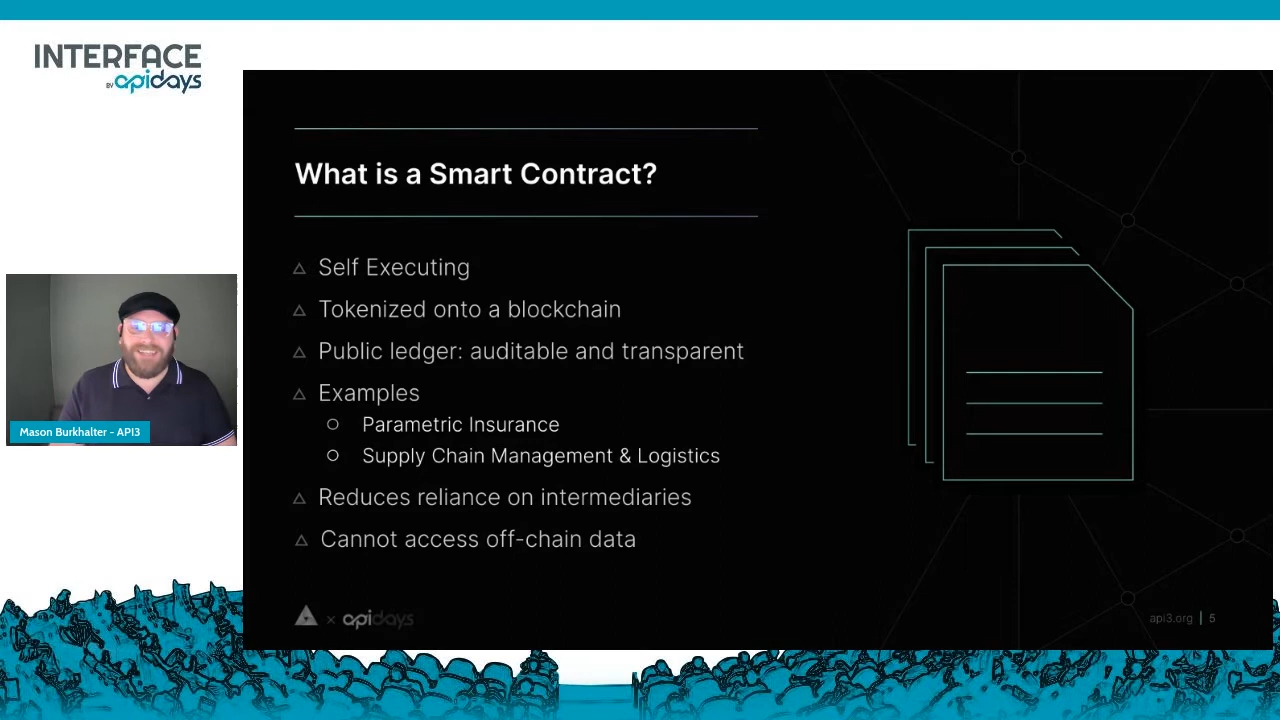 INTERFACE
BY apidays
What is a Smart Contract?
Self Executing
Tokenized onto a blockchain
Public ledger: auditable and transparent
Examples
Parametric Insurance
Supply Chain Management & Logistics
Reduces reliance on intermediaries
Cannot access off-chain data
Mason Burkhalter - API3
× apidays
api3.org | 5